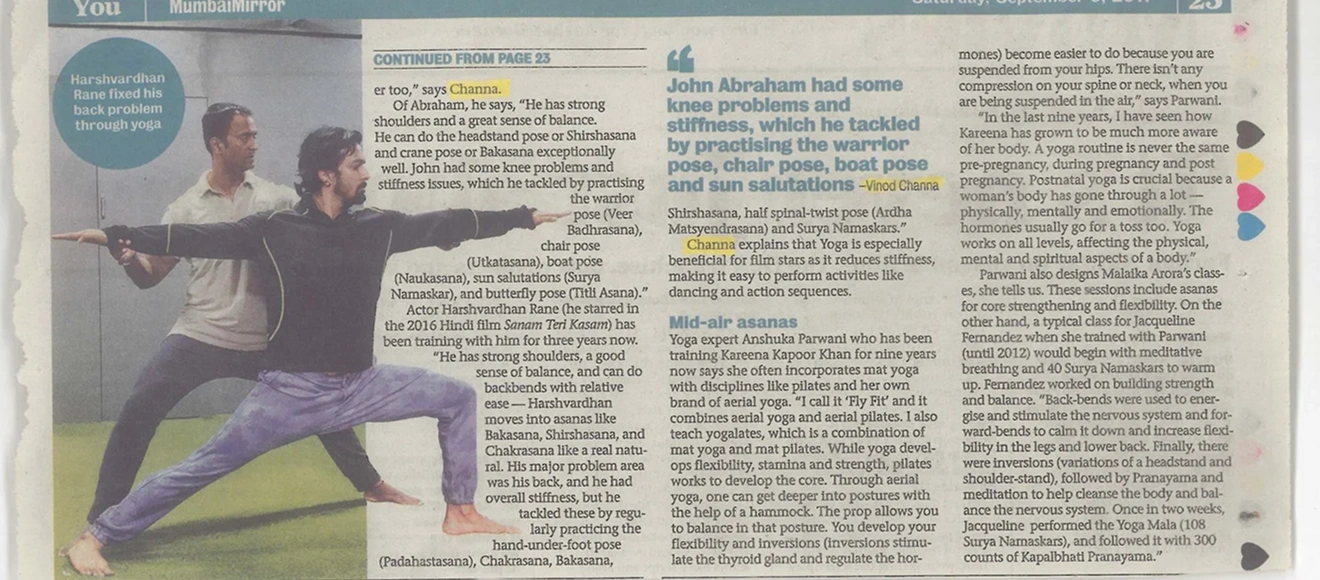 You
MumbaiMirror
Saturday, September
23
Harshvardhan
Rane fixed his
back problem
through yoga
CONTINUED FROM PAGE 23
er too,” says Channa.
Of Abraham, he says, “He has strong
shoulders and a great sense of balance.
He can do the headstand pose or Shirshasana
and crane pose or Bakasana exceptionally
well. John had some knee problems and
stiffness issues, which he tackled by practising
the warrior
pose (Veer
Badhrasana),
chair pose
(Utkatasana), boat pose
(Naukasana), sun salutations (Surya
Namaskar), and butterfly pose (Titli Asana).”
Actor Harshvardhan Rane (he starred in
the 2016 Hindi film Sanam Teri Kasam) has
been training with him for three years now.
“He has strong shoulders, a good
sense of balance, and can do
backbends with relative
ease — Harshvardhan
moves into asanas like
Bakasana, Shirshasana, and
Chakrasana like a real natu-
ral. His major problem area
was his back, and he had
overall stiffness, but he
tackled these by regu-
larly practicing the
hand-under-foot pose
(Padahastasana), Chakrasana, Bakasana,
“
John Abraham had some
knee problems and
stiffness, which he tackled
by practising the warrior
pose, chair pose, boat pose
and sun salutations –Vinod Channa
Shirshasana, half spinal-twist pose (Ardha
Matsyendrasana) and Surya Namaskars.”
Channa explains that Yoga is especially
beneficial for film stars as it reduces stiffness,
making it easy to perform activities like
dancing and action sequences.
Mid-air asanas
Yoga expert Anshuka Parwani who has been
training Kareena Kapoor Khan for nine years
now says she often incorporates mat yoga
with disciplines like pilates and her own
brand of aerial yoga. “I call it ‘Fly Fit’ and it
combines aerial yoga and aerial pilates. I also
teach yogalates, which is a combination of
mat yoga and mat pilates. While yoga devel-
ops flexibility, stamina and strength, pilates
works to develop the core. Through aerial
yoga, one can get deeper into postures with
the help of a hammock. The prop allows you
to balance in that posture. You develop your
flexibility and inversions (inversions stimu-
late the thyroid gland and regulate the hor-
mones) become easier to do because you are
suspended from your hips. There isn’t any
compression on your spine or neck, when you
are being suspended in the air,” says Parwani.
“In the last nine years, I have seen how
Kareena has grown to be much more aware
of her body. A yoga routine is never the same
pre-pregnancy, during pregnancy and post
pregnancy. Postnatal yoga is crucial because a
woman’s body has gone through a lot —
physically, mentally and emotionally. The
hormones usually go for a toss too. Yoga
works on all levels, affecting the physical,
mental and spiritual aspects of a body.”
Parwani also designs Malaika Arora’s class-
es, she tells us. These sessions include asanas
for core strengthening and flexibility. On the
other hand, a typical class for Jacqueline
Fernandez when she trained with Parwani
(until 2012) would begin with meditative
breathing and 40 Surya Namaskars to warm
up. Fernandez worked on building strength
and balance. “Back-bends were used to ener-
gise and stimulate the nervous system and for-
ward-bends to calm it down and increase flexi-
bility in the legs and lower back. Finally, there
were inversions (variations of a headstand and
shoulder-stand), followed by Pranayama and
meditation to help cleanse the body and bal-
ance the nervous system. Once in two weeks,
Jacqueline performed the Yoga Mala (108
Surya Namaskars), and followed it with 300
counts of Kapalbhati Pranayama.”